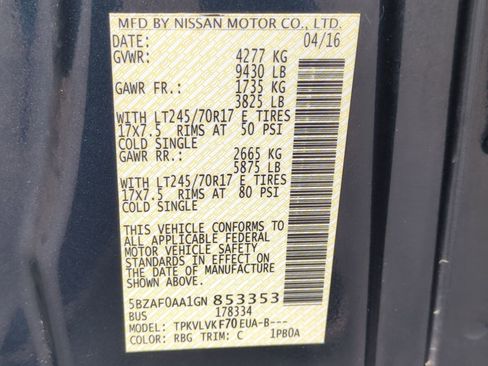 MFD BY NISSAN MOTOR CO., LTD.
DATE: 04/16
GVWR: 4277 KG
9430 LB
GAWR FR.: 1735 KG
3825 LB
WITH LT245/70R17 E TIRES
17x7.5 RIMS AT 50 PSI
COLD SINGLE
GAWR RR.: 2665 KG
5875 LB
WITH LT245/70R17 E TIRES
17x7.5 RIMS AT 80 PSI
COLD SINGLE
THIS VEHICLE CONFORMS TO
ALL APPLICABLE FEDERAL
MOTOR VEHICLE SAFETY
STANDARDS IN EFFECT ON
THE DATE OF MANUFACTURE
SHOWN ABOVE.
5BZAF0AA1GN 853353
BUS 178334
MODEL: TPKVLVKF70EUA-B---
COLOR: RBG TRIM: C 1PB0A